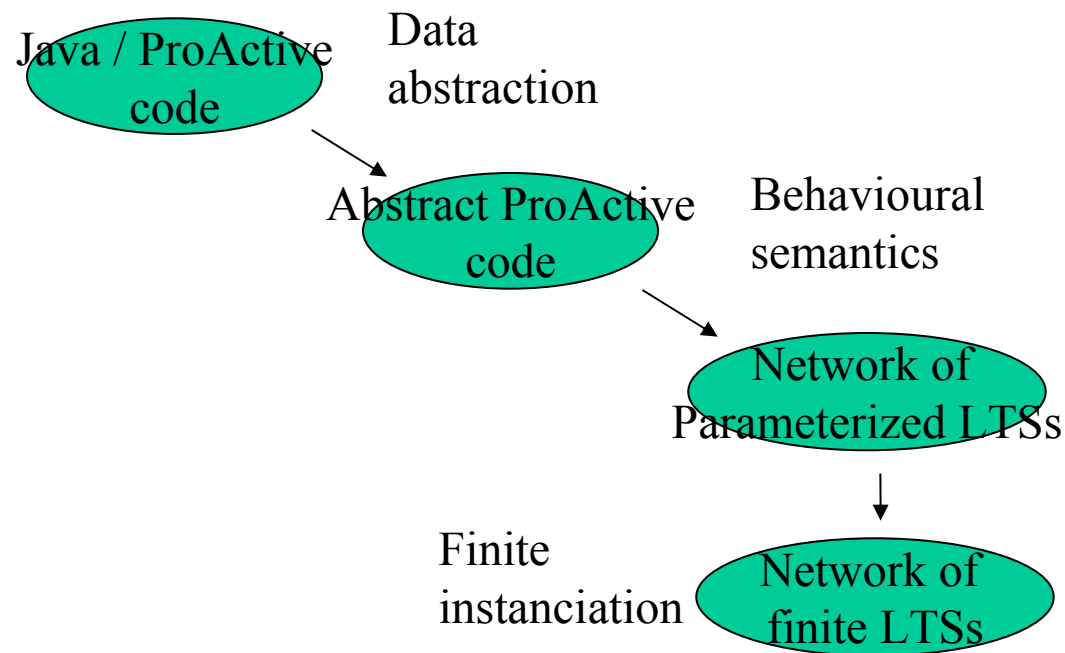 Java / ProActive
code
Data
abstraction
Abstract ProActive
code
Behavioural
semantics
Network of
Parameterized LTSs
Finite
instanciation
Network of
finite LTSs